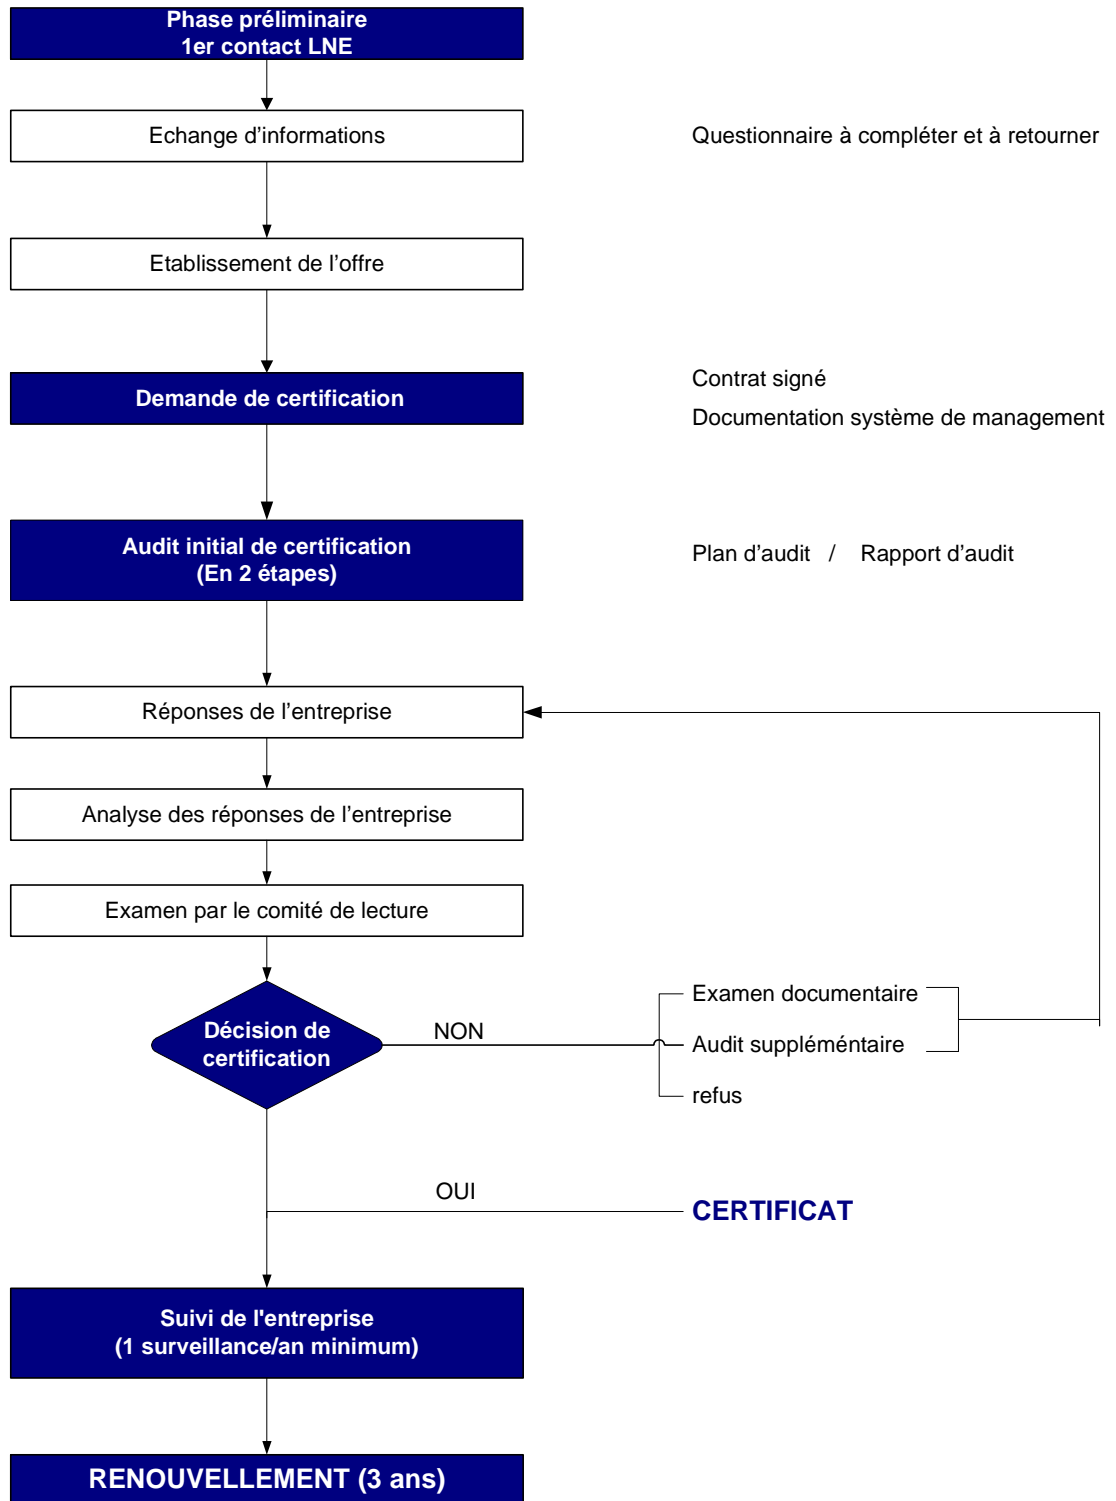 Phase préliminaire
1er contact LNE
Echange d’informations
Questionnaire à compléter et à retourner
Etablissement de l’offre
Demande de certification
Contrat signé
Documentation système de management
Audit initial de certification
(En 2 étapes)
Plan d’audit / Rapport d’audit
Réponses de l’entreprise
Analyse des réponses de l’entreprise
Examen par le comité de lecture
Décision de
certification
NON
Examen documentaire
Audit suppléméntaire
refus
OUI
CERTIFICAT
Suivi de l'entreprise
(1 surveillance/an minimum)
RENOUVELLEMENT (3 ans)